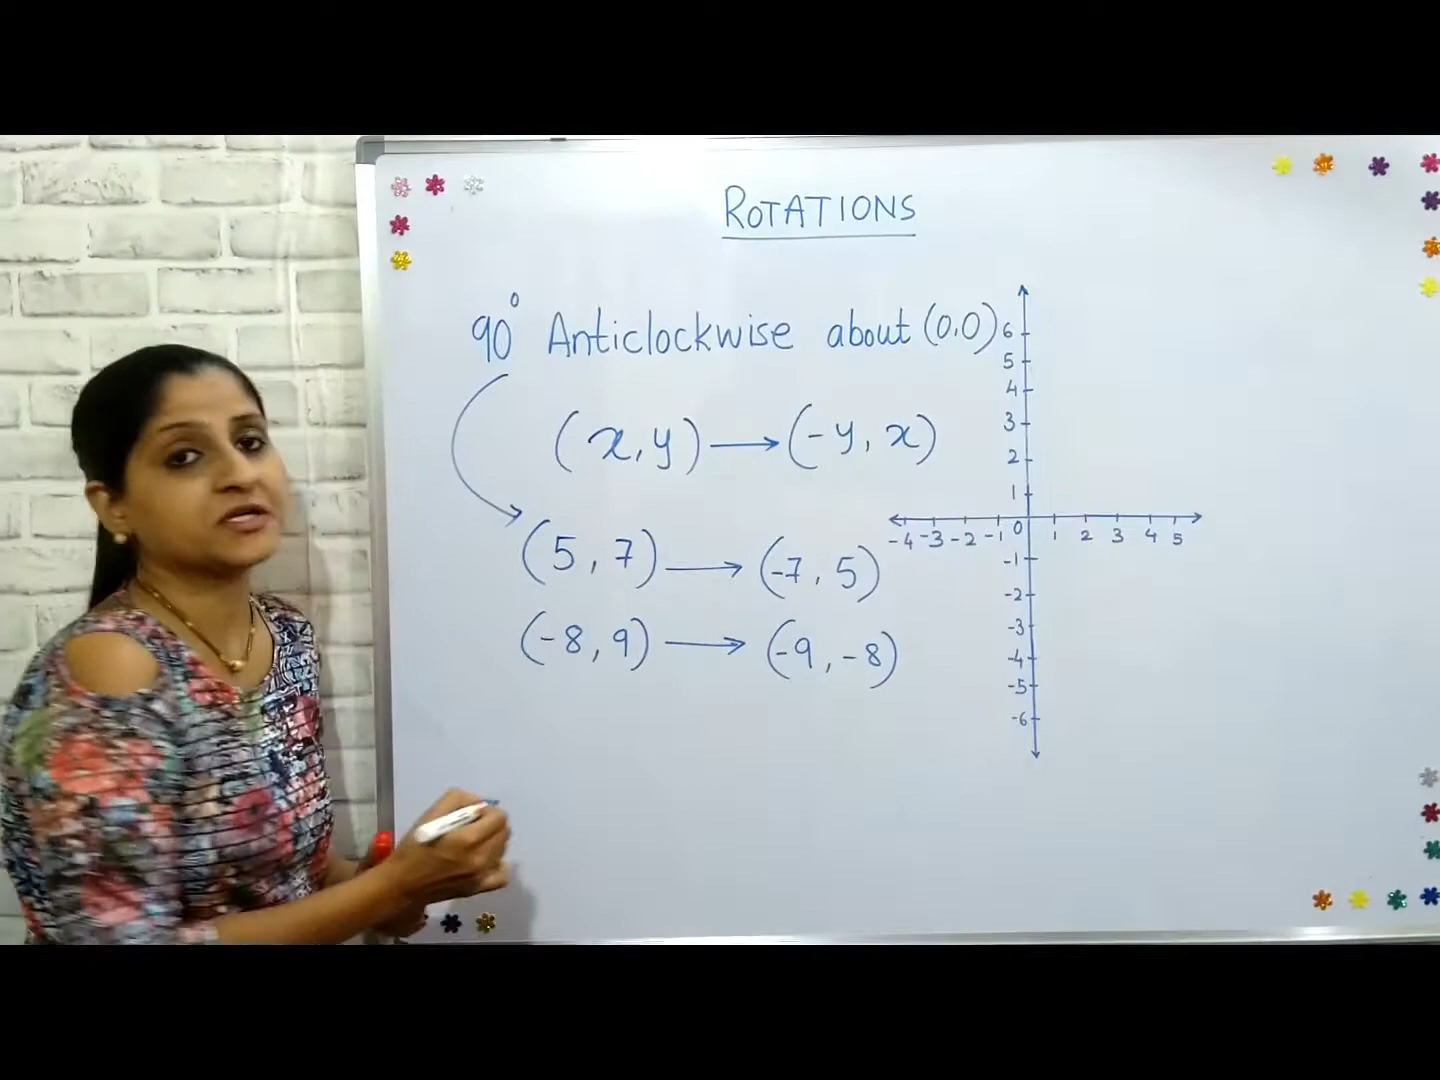 ROTATIONS
90° Anticlockwise about (0,0)
(x,y) → (-y, x)
(5,7) → (-7, 5)
(-8,9) → (-9,-8)
6
5
4
3
2
1
-4 -3 -2 -1 0 1 2 3 4 5
-1
-2
-3
-4
-5
-6